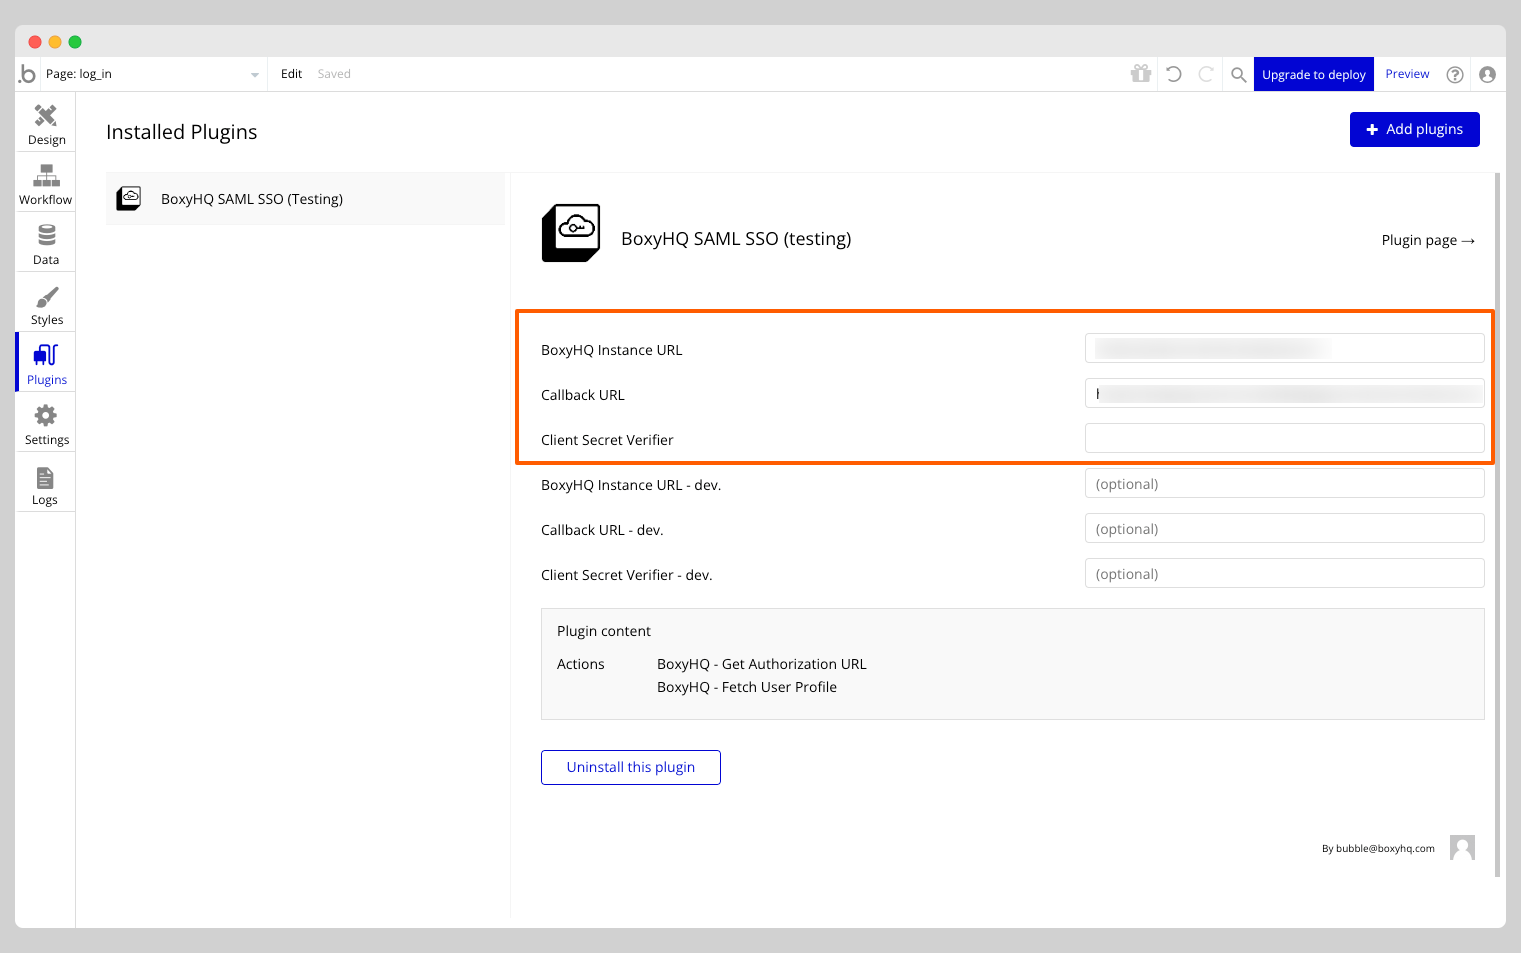 .b Page: log_in Edit Saved Upgrade to deploy Preview ?
Design
Workflow
Data
Styles
Plugins
Settings
Logs
Installed Plugins
+ Add plugins
BoxyHQ SAML SSO (Testing)
BoxyHQ SAML SSO (testing)
Plugin page →
BoxyHQ Instance URL
Callback URL
Client Secret Verifier
BoxyHQ Instance URL - dev. (optional)
Callback URL - dev. (optional)
Client Secret Verifier - dev. (optional)
Plugin content
Actions BoxyHQ - Get Authorization URL
BoxyHQ - Fetch User Profile
Uninstall this plugin
By bubble@boxyhq.com